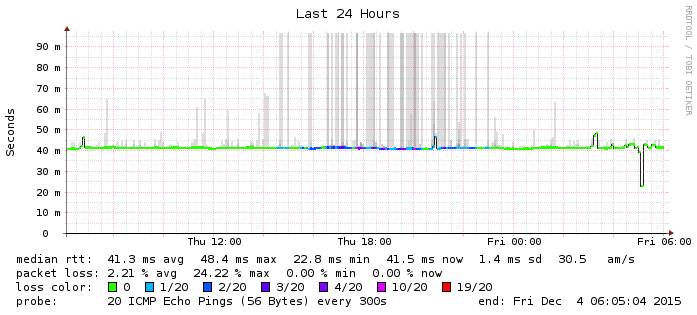 Last 24 Hours
RRDTOOL / TOBI OETIKER
Seconds
90 m
80 m
70 m
60 m
50 m
40 m
30 m
20 m
10 m
0
Thu 12:00 Thu 18:00 Fri 00:00 Fri 06:00
median rtt: 41.3 ms avg 48.4 ms max 22.8 ms min 41.5 ms now 1.4 ms sd 30.5 am/s
packet loss: 2.21 % avg 24.22 % max 0.00 % min 0.00 % now
loss color: 0 1/20 2/20 3/20 4/20 10/20 19/20
probe: 20 ICMP Echo Pings (56 Bytes) every 300s end: Fri Dec 4 06:05:04 2015